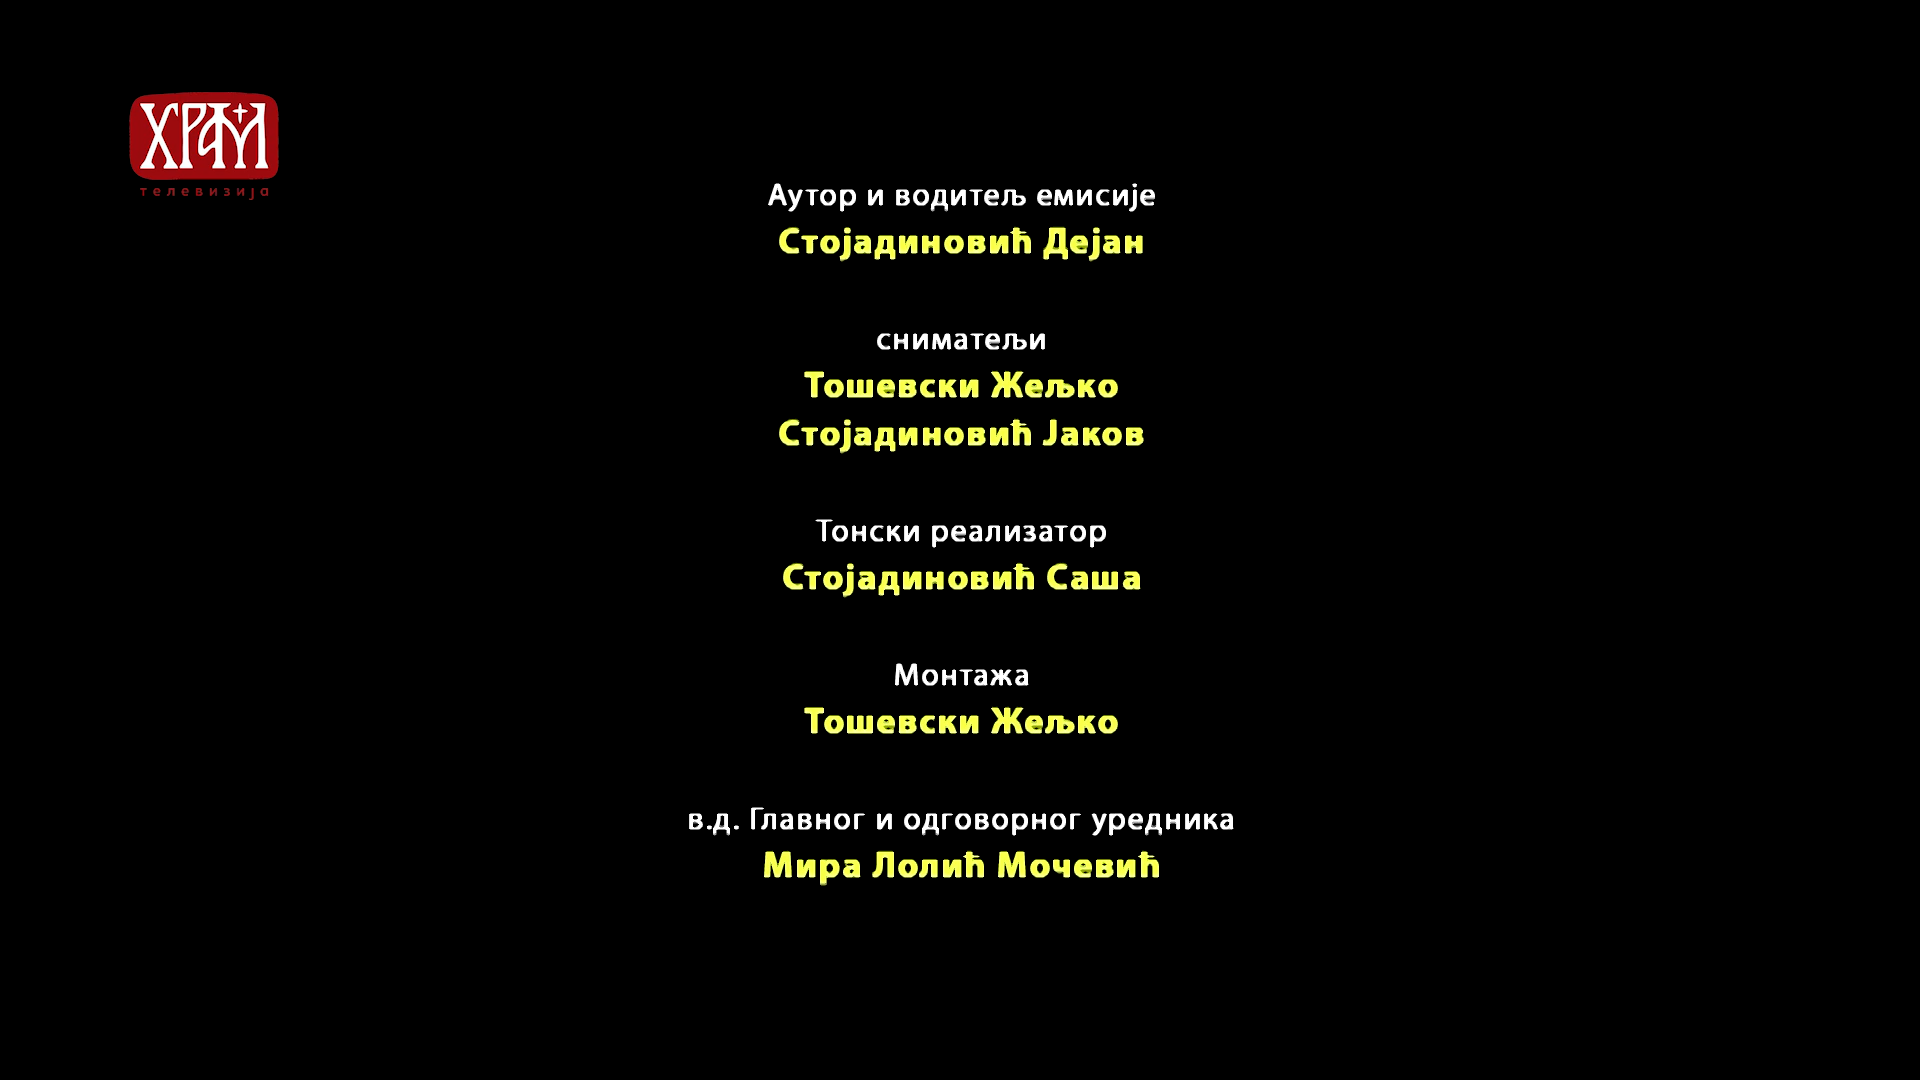 ХРАМ
телевизија
Аутор и водитељ емисије
Стојадиновић Дејан
сниматељи
Тошевски Жељко
Стојадиновић Јаков
Тонски реализатор
Стојадиновић Саша
Монтажа
Тошевски Жељко
в.д. Главног и одговорног уредника
Мира Лолић Мочевић